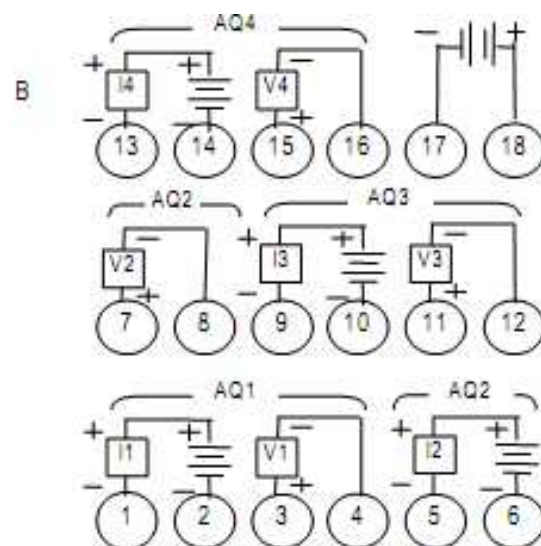 AQ4
B
+ I4 + V4 − − +
− − +
13 14 15 16 17 18
AQ2 AQ3
V2 − + I3 + V3 −
+ − − +
7 8 9 10 11 12
AQ1 AQ2
+ I1 + V1 − + I2 +
− − + − −
1 2 3 4 5 6